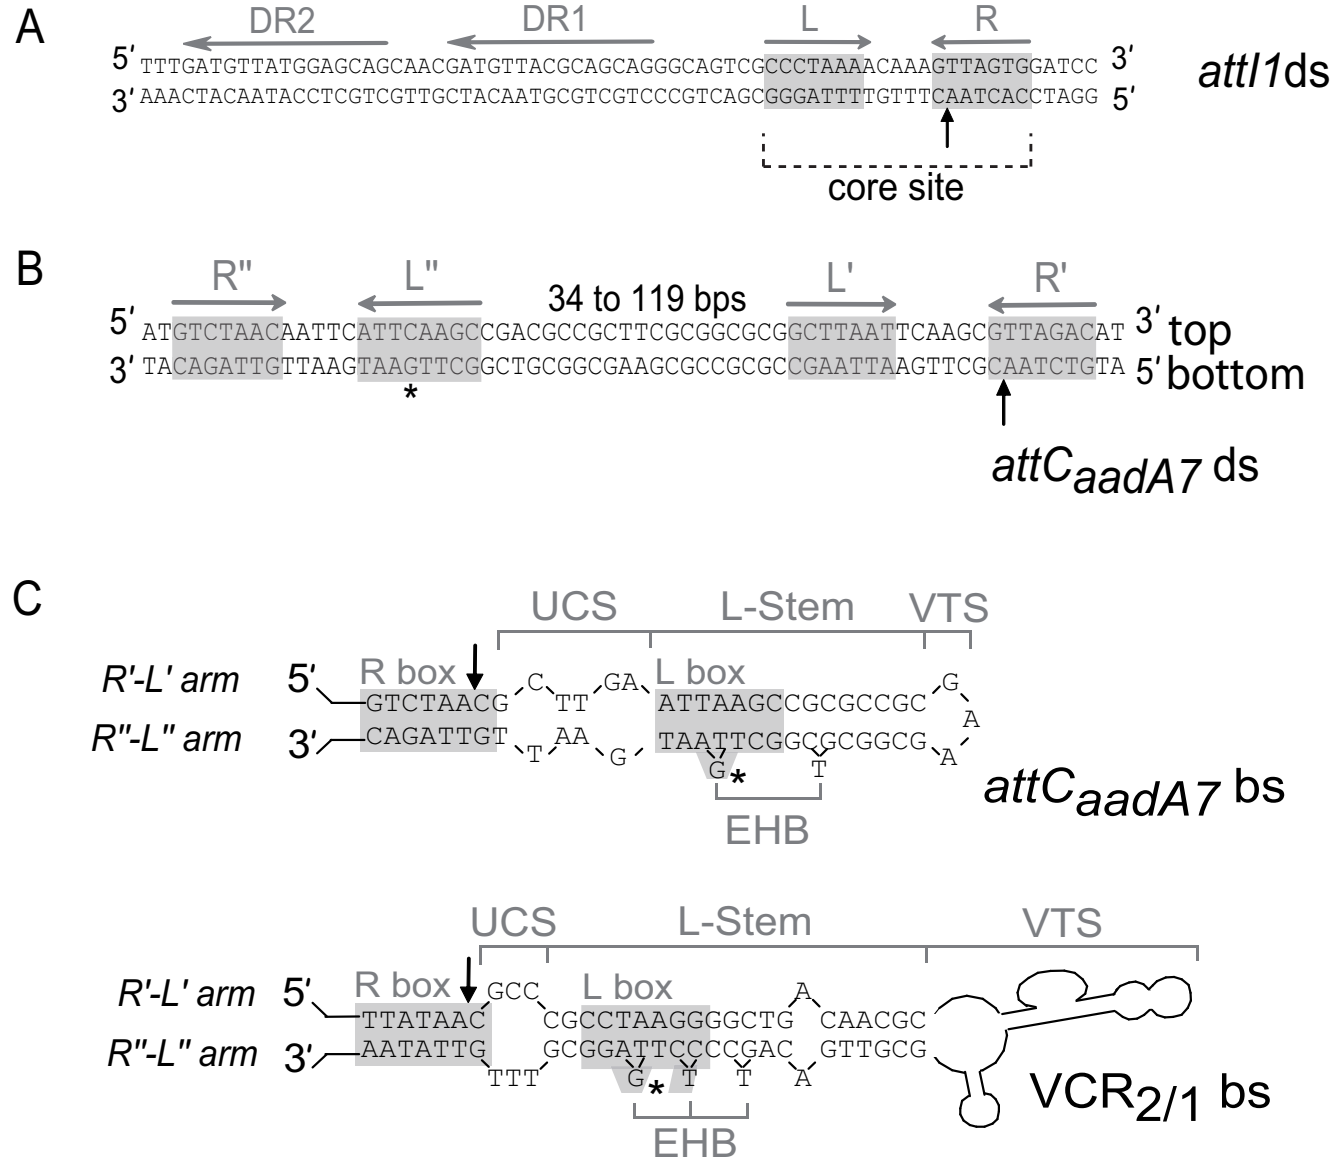 A
DR2 DR1 L R
5' TTTGATGTTATGGAGCAGCAACGATGTTACGCAGCAGGGCAGTCGCCCTAAAACAAAGTTAGTGGATCC 3'
3' AAACTACAATACCTCGTCGTTGCTACAATGCGTCGTCCCGTCAGCGGGATTTTGTTTCAATCACCTAGG 5'
attI1ds
core site
B
R" L" 34 to 119 bps L' R'
5' ATGTCTAACAATTCATTCAAGCCGACGCCGCTTCGCGGCGCGGCTTAATTCAAGCGTTAGACAT 3' top
3' TACAGATTGTTAAGTAAGTTCGGCTGCGGCGAAGCGCCGCGCCGAATTAAGTTCGCAATCTGTA 5' bottom
*
attCaadA7 ds
C
UCS L-Stem VTS
R box L box
R'-L' arm 5' GTCTAACG C TT GA ATTAAGCCGCGCCGC G
A
R"-L" arm 3' CAGATTGT T AA G TAATTCGGCGCGGCG A
G * T
EHB
attCaadA7 bs
UCS L-Stem VTS
R box GCC L box A
R'-L' arm 5' TTATAAC CGCCTAAGGGGCTG CAACGC
R"-L" arm 3' AATATTG GCGGATTCCCCGAC GTTGCG
TTT G * T T A
EHB
VCR2/1 bs